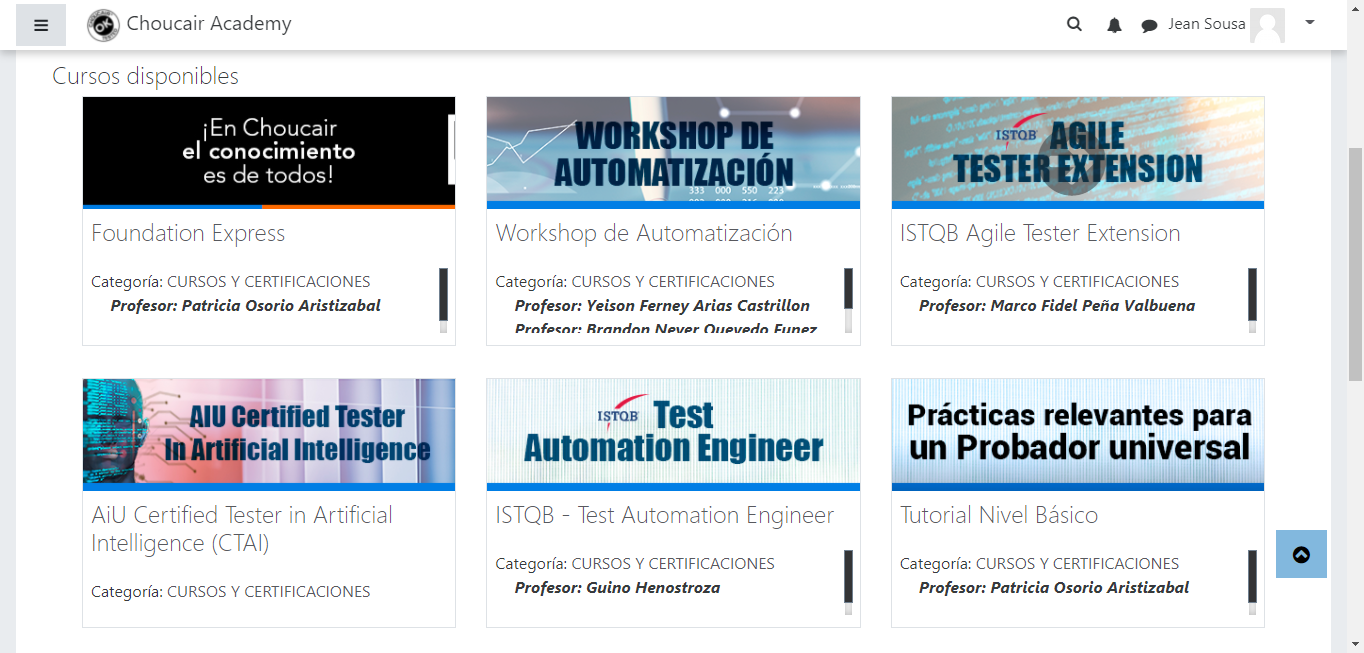 Choucair Academy
Jean Sousa
Cursos disponibles
¡En Choucair
el conocimiento
es de todos!
Foundation Express
Categoría: CURSOS Y CERTIFICACIONES
Profesor: Patricia Osorio Aristizabal
WORKSHOP DE
AUTOMATIZACIÓN
333 000 550 223
Workshop de Automatización
Categoría: CURSOS Y CERTIFICACIONES
Profesor: Yeison Ferney Arias Castrillon
Profesor: Brandon Never Quevedo Funez
ISTQB AGILE
TESTER EXTENSION
ISTQB Agile Tester Extension
Categoría: CURSOS Y CERTIFICACIONES
Profesor: Marco Fidel Peña Valbuena
AIU Certified Tester
In Artificial Intelligence
AiU Certified Tester in Artificial
Intelligence (CTAI)
Categoría: CURSOS Y CERTIFICACIONES
ISTQB Test
Automation Engineer
ISTQB - Test Automation Engineer
Categoría: CURSOS Y CERTIFICACIONES
Profesor: Guino Henostroza
Prácticas relevantes para
un Probador universal
Tutorial Nivel Básico
Categoría: CURSOS Y CERTIFICACIONES
Profesor: Patricia Osorio Aristizabal